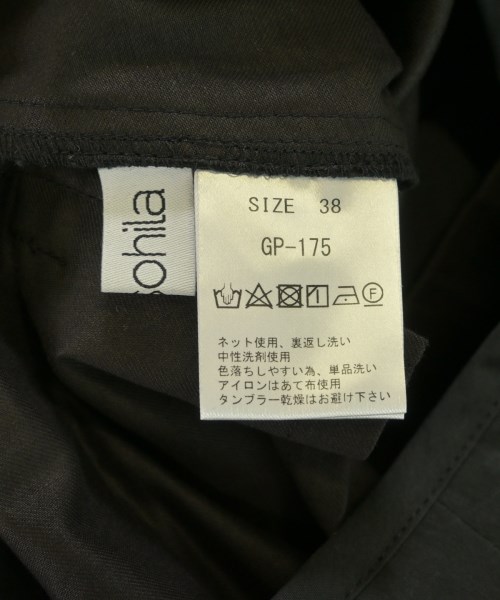 ohila
SIZE 38
GP-175
F
ネット使用、裏返し洗い
中性洗剤使用
色落ちしやすい為、単品洗い
アイロンはあて布使用
タンブラー乾燥はお避け下さい